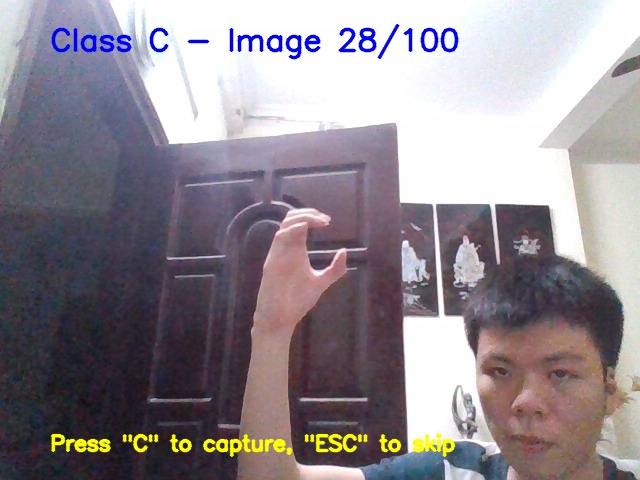 Class C - Image 28/100
Press "C" to capture, "ESC" to skip